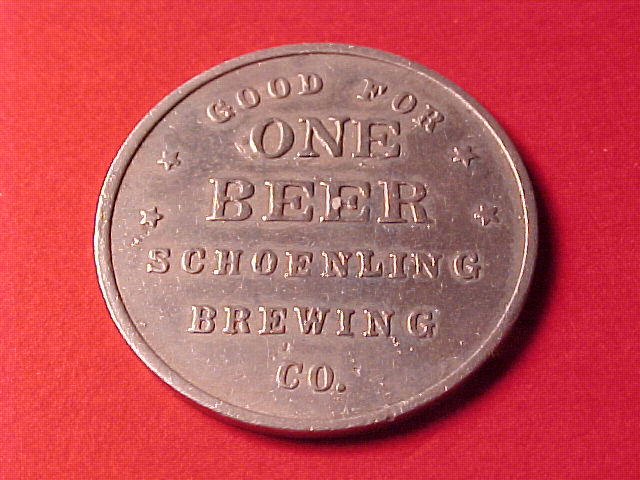 GOOD FOR
ONE
BEER
SCHOENLING
BREWING
CO.